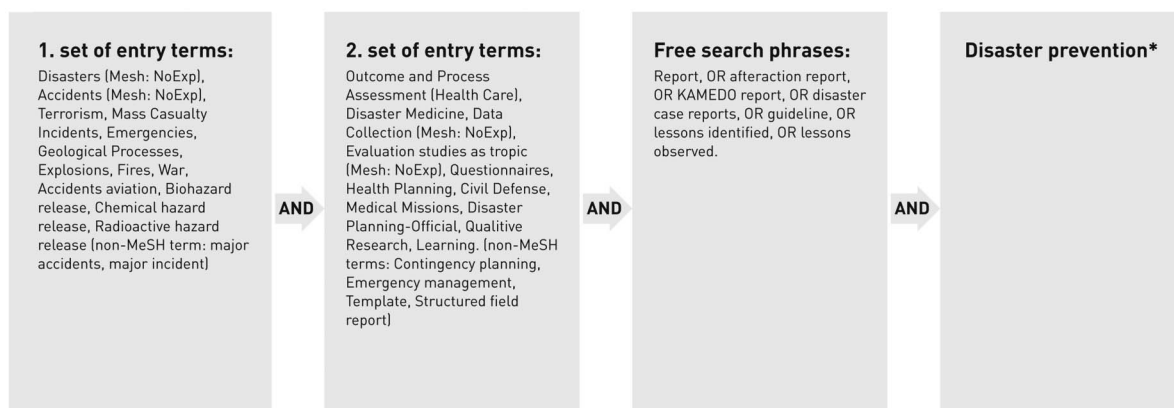 1. set of entry terms:
Disasters (Mesh: NoExp),
Accidents (Mesh: NoExp),
Terrorism, Mass Casualty
Incidents, Emergencies,
Geological Processes,
Explosions, Fires, War,
Accidents aviation, Biohazard
release, Chemical hazard
release, Radioactive hazard
release (non-MeSH term: major
accidents, major incident)
AND
2. set of entry terms:
Outcome and Process
Assessment (Health Care),
Disaster Medicine, Data
Collection (Mesh: NoExp),
Evaluation studies as tropic
(Mesh: NoExp), Questionnaires,
Health Planning, Civil Defense,
Medical Missions, Disaster
Planning-Official, Qualitive
Research, Learning. (non-MeSH
terms: Contingency planning,
Emergency management,
Template, Structured field
report)
AND
Free search phrases:
Report, OR afteraction report,
OR KAMEDO report, OR disaster
case reports, OR guideline, OR
lessons identified, OR lessons
observed.
AND
Disaster prevention*